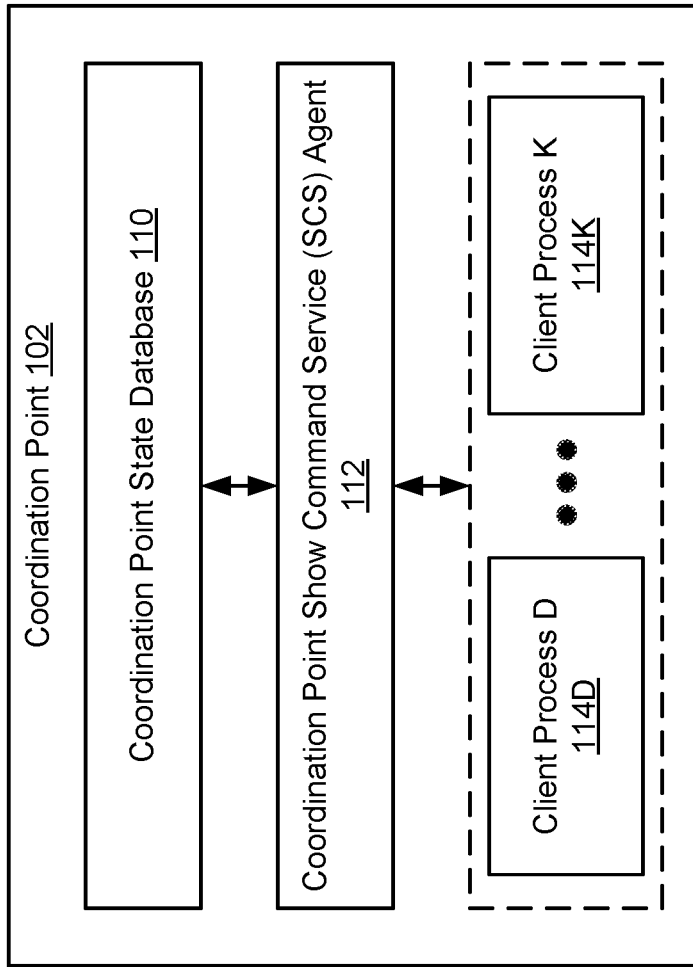 Coordination Point 102
Coordination Point State Database 110
Coordination Point Show Command Service (SCS) Agent
112
Client Process D
114D
Client Process K
114K